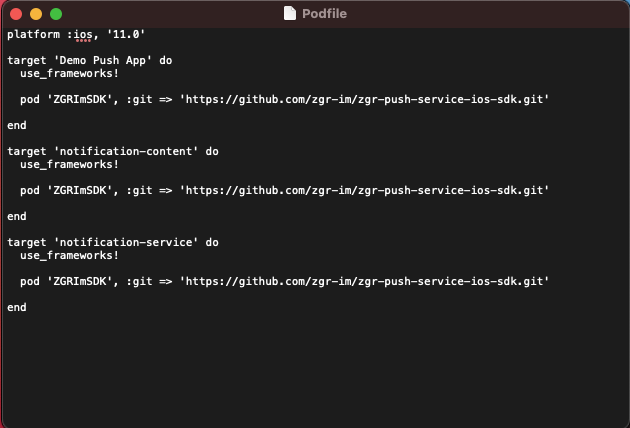 Podfile
platform :ios, '11.0'
target 'Demo Push App' do
  use_frameworks!
  pod 'ZGRImSDK', :git => 'https://github.com/zgr-im/zgr-push-service-ios-sdk.git'
end
target 'notification-content' do
  use_frameworks!
  pod 'ZGRImSDK', :git => 'https://github.com/zgr-im/zgr-push-service-ios-sdk.git'
end
target 'notification-service' do
  use_frameworks!
  pod 'ZGRImSDK', :git => 'https://github.com/zgr-im/zgr-push-service-ios-sdk.git'
end